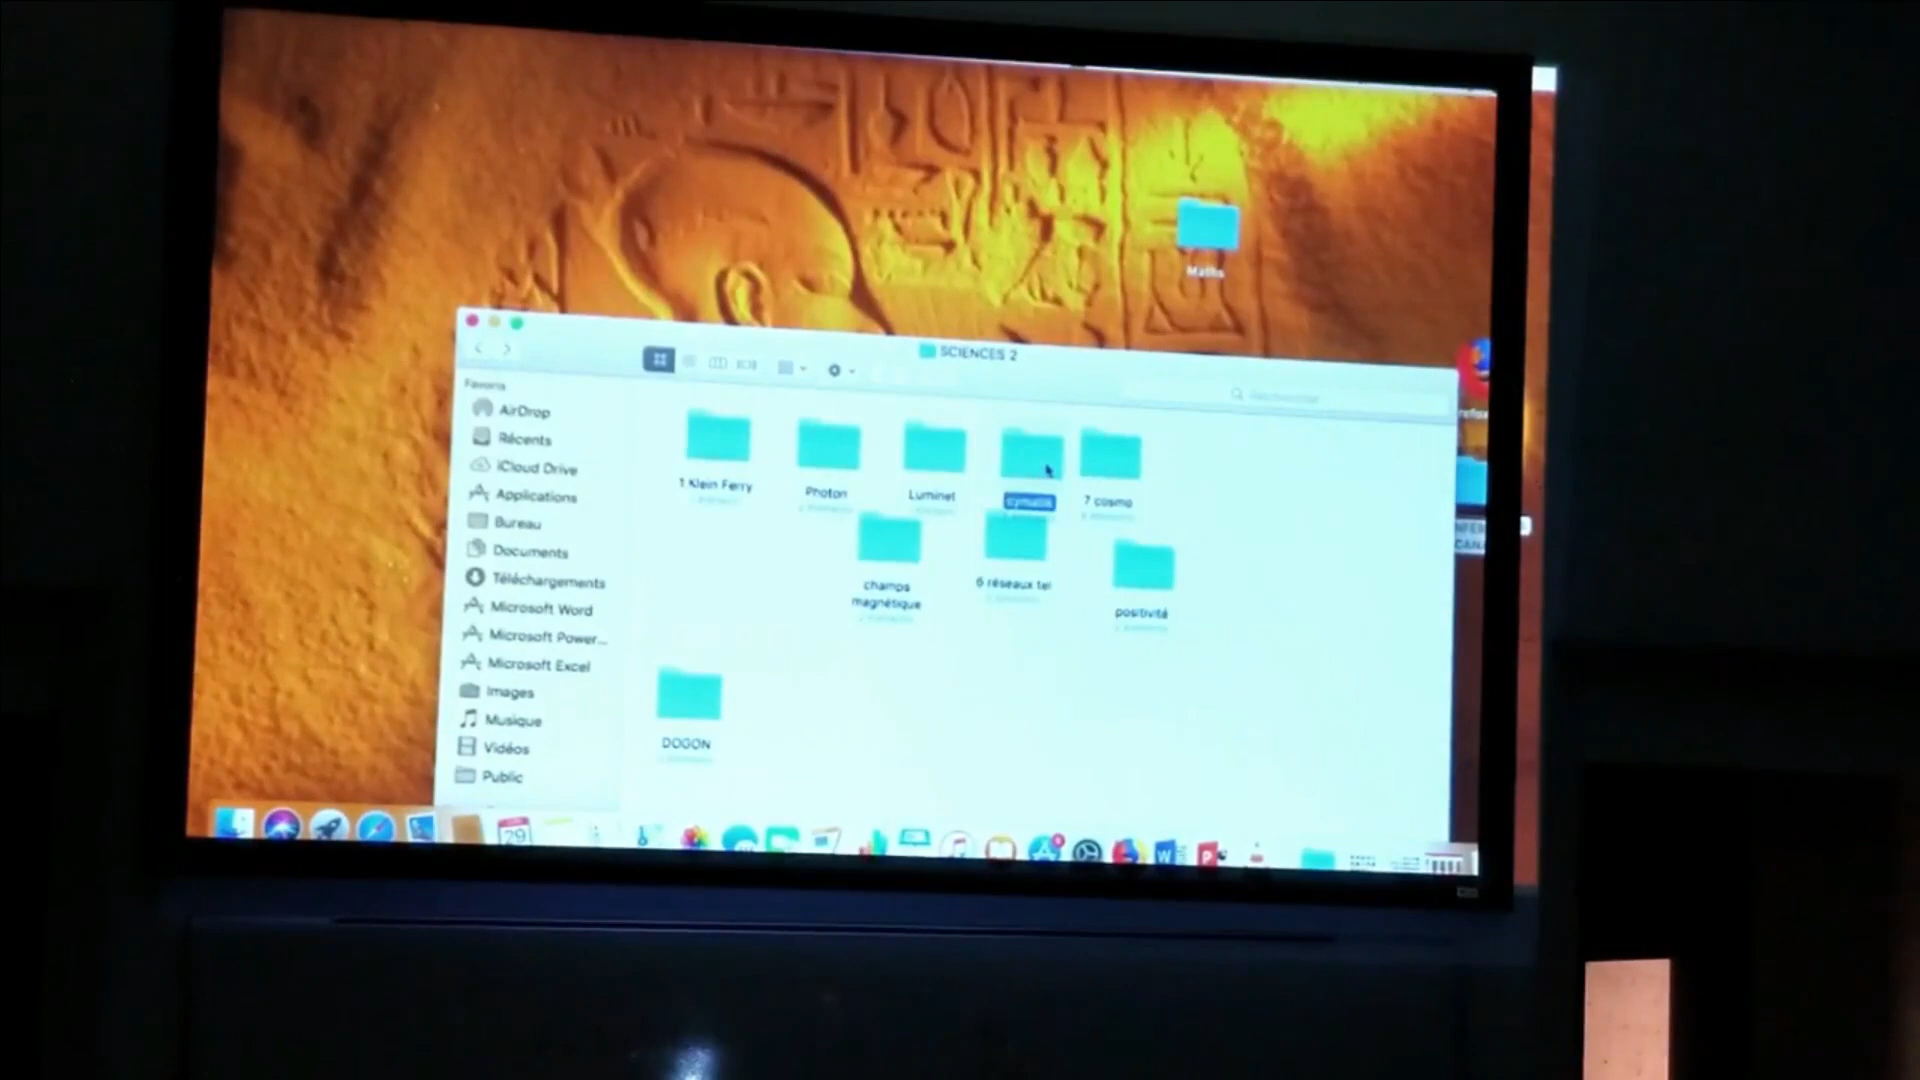 Maths
SCIENCES 2
Favoris
AirDrop
Récents
iCloud Drive
Applications
Bureau
Documents
Téléchargements
Microsoft Word
Microsoft Power...
Microsoft Excel
Images
Musique
Vidéos
Public
1 Klein Ferry
Photon
Luminet
7 cosmo
champs
magnétique
6 réseaux tel
positivité
DOGON
29
W
P